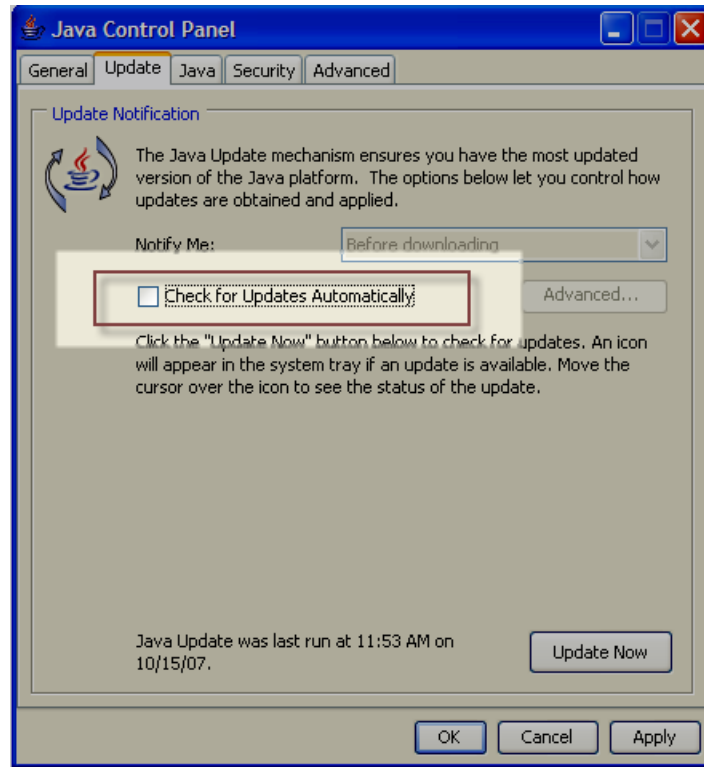 Java Control Panel
General Update Java Security Advanced
Update Notification
The Java Update mechanism ensures you have the most updated
version of the Java platform. The options below let you control how
updates are obtained and applied.
Notify Me: Before downloading
Check for Updates Automatically Advanced...
Click the "Update Now" button below to check for updates. An icon
will appear in the system tray if an update is available. Move the
cursor over the icon to see the status of the update.
Java Update was last run at 11:53 AM on
10/15/07.
Update Now
OK Cancel Apply